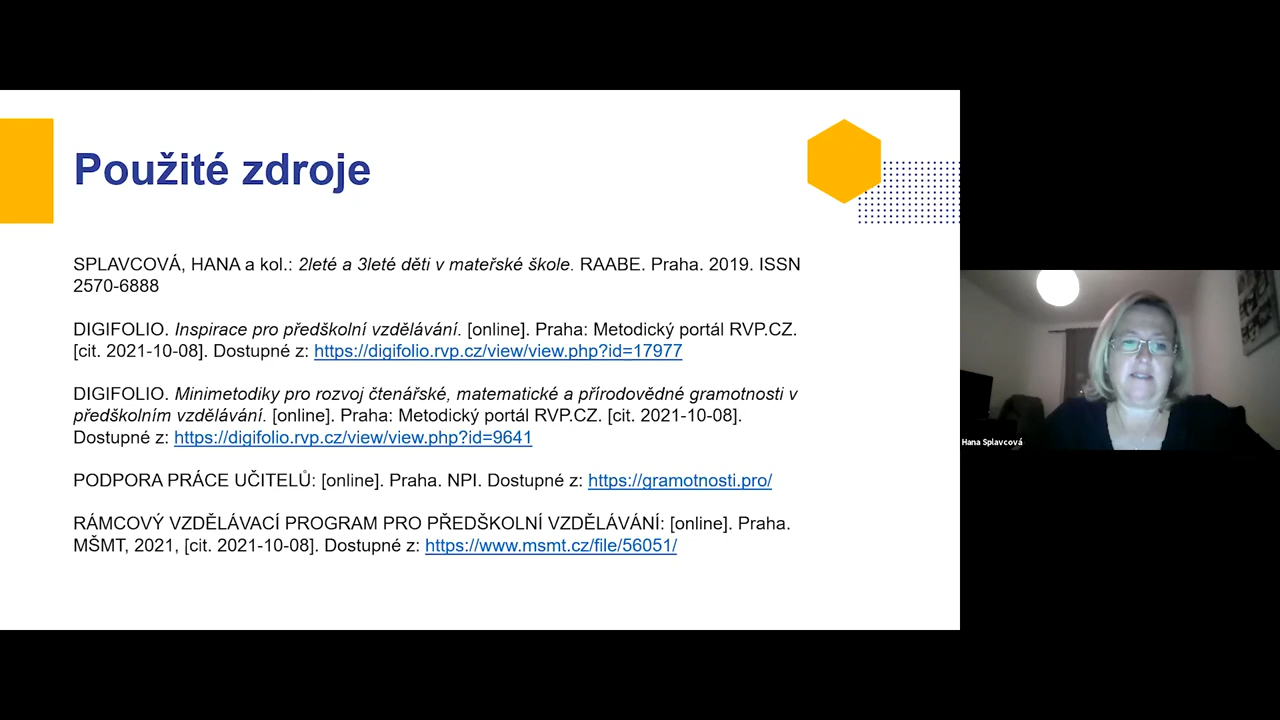 Použité zdroje
SPLAVCOVÁ, HANA a kol.: 2leté a 3leté děti v mateřské škole. RAABE. Praha. 2019. ISSN
2570-6888
DIGIFOLIO. Inspirace pro předškolní vzdělávání. [online]. Praha: Metodický portál RVP.CZ.
[cit. 2021-10-08]. Dostupné z: https://digifolio.rvp.cz/view/view.php?id=17977
DIGIFOLIO. Minimetodiky pro rozvoj čtenářské, matematické a přírodovědné gramotnosti v
předškolním vzdělávání. [online]. Praha: Metodický portál RVP.CZ. [cit. 2021-10-08].
Dostupné z: https://digifolio.rvp.cz/view/view.php?id=9641
PODPORA PRÁCE UČITELŮ: [online]. Praha. NPI. Dostupné z: https://gramotnosti.pro/
RÁMCOVÝ VZDĚLÁVACÍ PROGRAM PRO PŘEDŠKOLNÍ VZDĚLÁVÁNÍ: [online]. Praha.
MŠMT, 2021, [cit. 2021-10-08]. Dostupné z: https://www.msmt.cz/file/56051/
Hana Splavcová